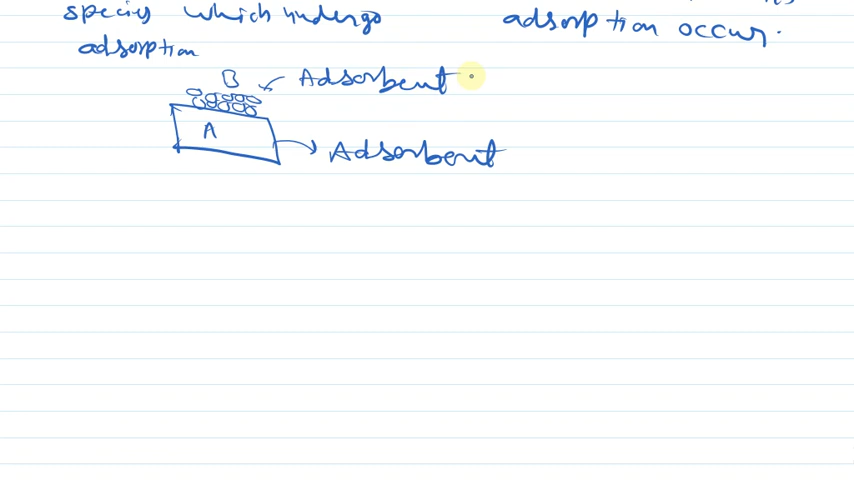 species which undergo
adsorption
adsorption occur.
B
Adsorbent
A
Adsorbent